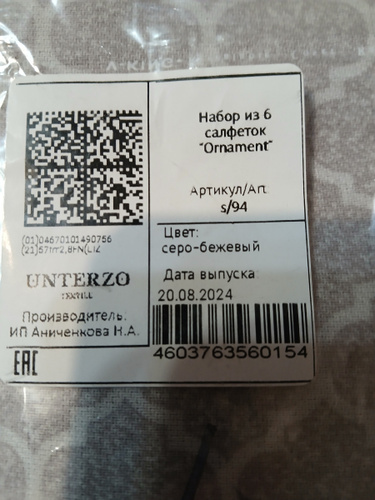 (01)04670101490756
UNTERZO
TEXTILL
Производитель:
ИП Аниченкова Н.А.
EAC
Набор из 6
салфеток
"Ornament"
Артикул/Art
s/94
Цвет:
серо-бежевый
Дата выпуска
20.08.2024
4603763560154